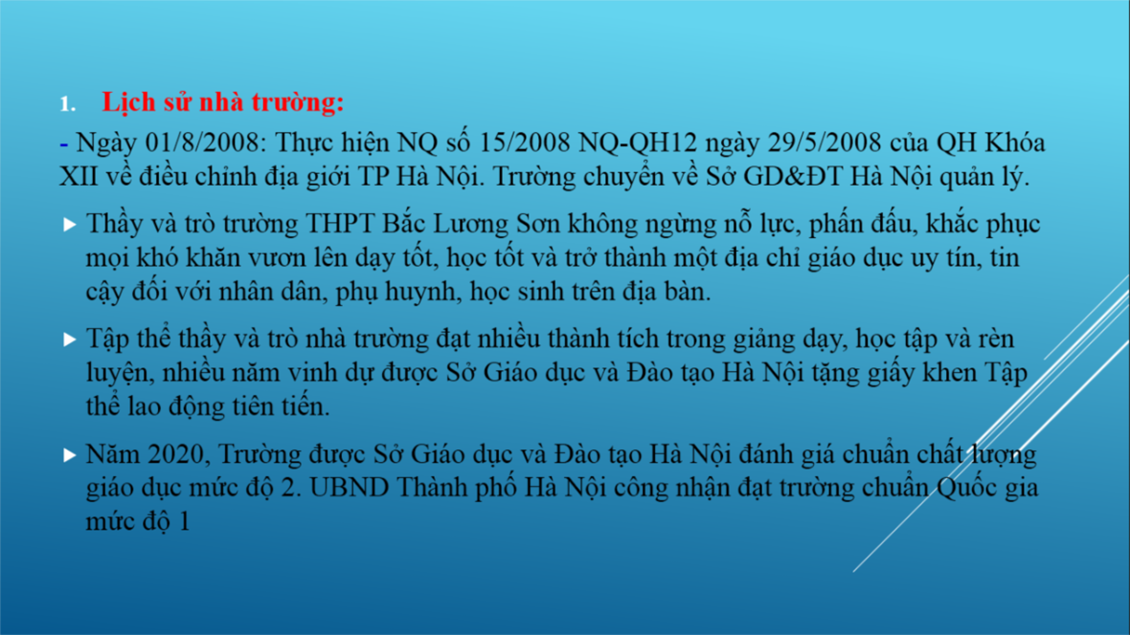 1. Lịch sử nhà trường:
- Ngày 01/8/2008: Thực hiện NQ số 15/2008 NQ-QH12 ngày 29/5/2008 của QH Khóa
XII về điều chỉnh địa giới TP Hà Nội. Trường chuyển về Sở GD&ĐT Hà Nội quản lý.
Thầy và trò trường THPT Bắc Lương Sơn không ngừng nỗ lực, phấn đấu, khắc phục
mọi khó khăn vươn lên dạy tốt, học tốt và trở thành một địa chỉ giáo dục uy tín, tin
cậy đối với nhân dân, phụ huynh, học sinh trên địa bàn.
Tập thể thầy và trò nhà trường đạt nhiều thành tích trong giảng dạy, học tập và rèn
luyện, nhiều năm vinh dự được Sở Giáo dục và Đào tạo Hà Nội tặng giấy khen Tập
thể lao động tiên tiến.
Năm 2020, Trường được Sở Giáo dục và Đào tạo Hà Nội đánh giá chuẩn chất lượng
giáo dục mức độ 2. UBND Thành phố Hà Nội công nhận đạt trường chuẩn Quốc gia
mức độ 1